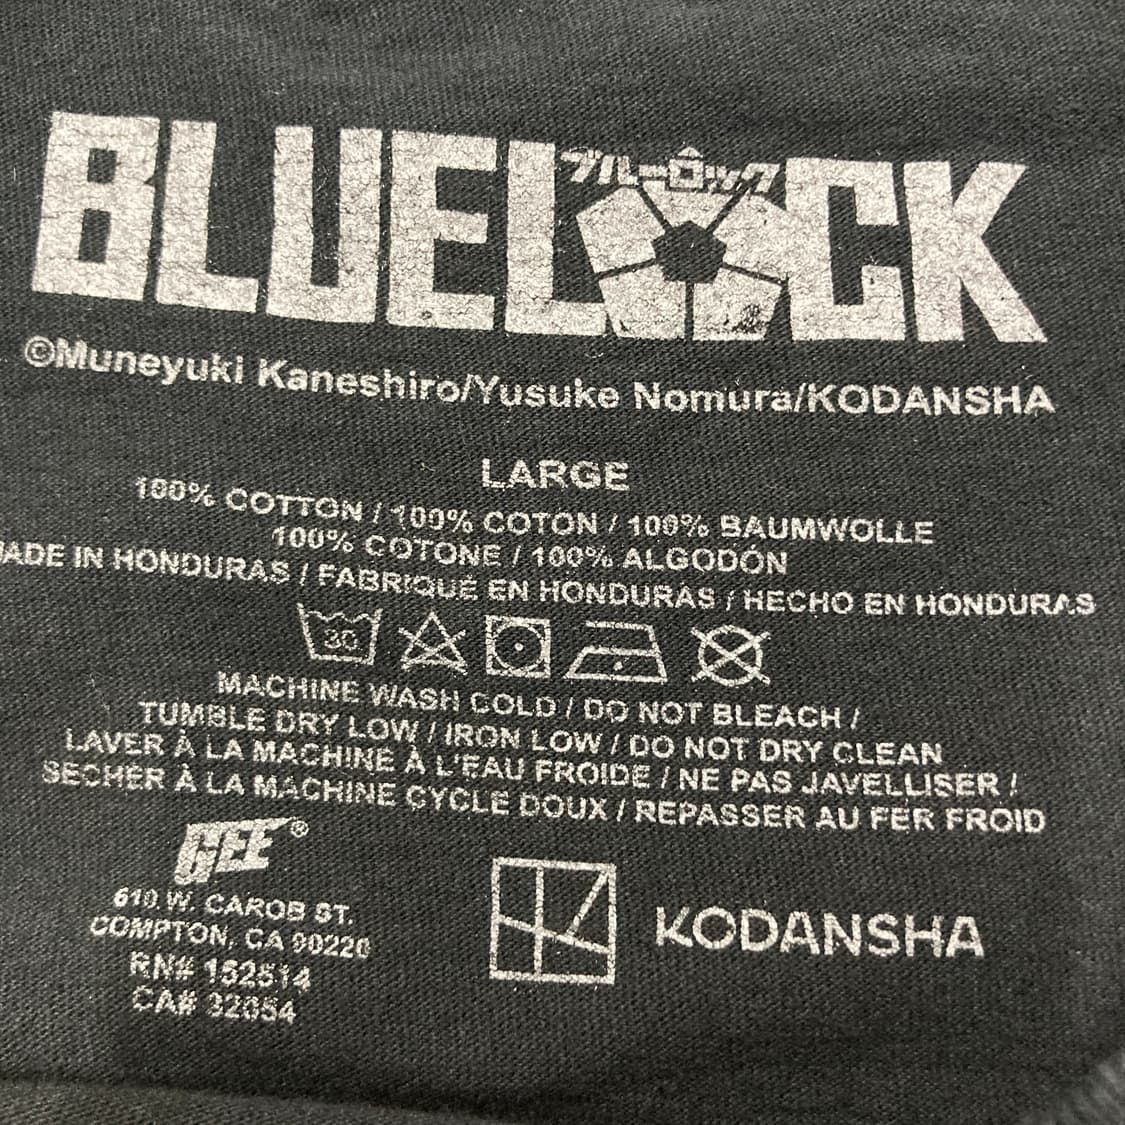 BLUELOCK
ブルーロック
©Muneyuki Kaneshiro/Yusuke Nomura/KODANSHA
LARGE
100% COTTON / 100% COTON / 100% BAUMWOLLE
100% COTONE / 100% ALGODÓN
MADE IN HONDURAS / FABRIQUÉ EN HONDURAS / HECHO EN HONDURAS
30
MACHINE WASH COLD / DO NOT BLEACH /
TUMBLE DRY LOW / IRON LOW / DO NOT DRY CLEAN
LAVER À LA MACHINE À L'EAU FROIDE / NE PAS JAVELLISER /
SECHER À LA MACHINE CYCLE DOUX / REPASSER AU FER FROID
GEE®
610 W. CAROB ST.
COMPTON, CA 90220
RN# 152514
CA# 32054
KODANSHA